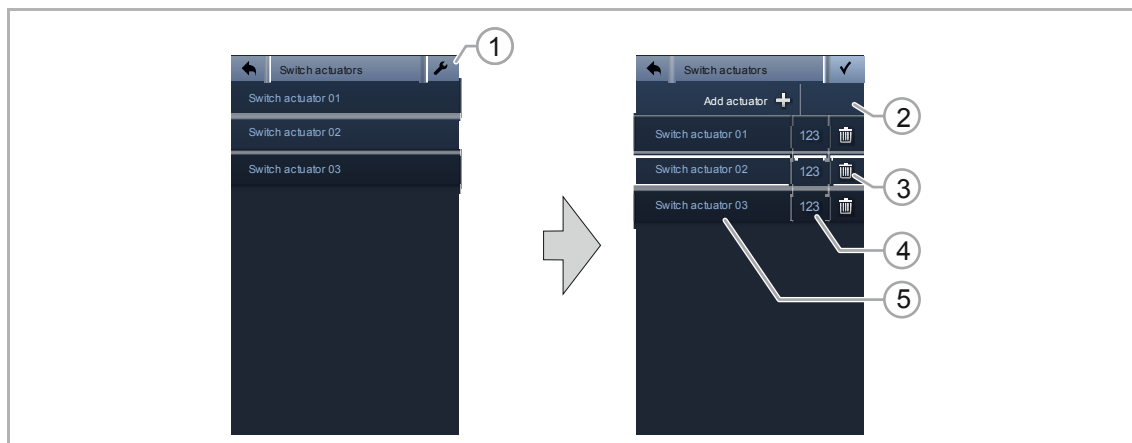 1
Switch actuators
Switch actuator 01
Switch actuator 02
Switch actuator 03
Switch actuators
Add actuator
2
Switch actuator 01 123
Switch actuator 02 123
3
Switch actuator 03 123
4
5